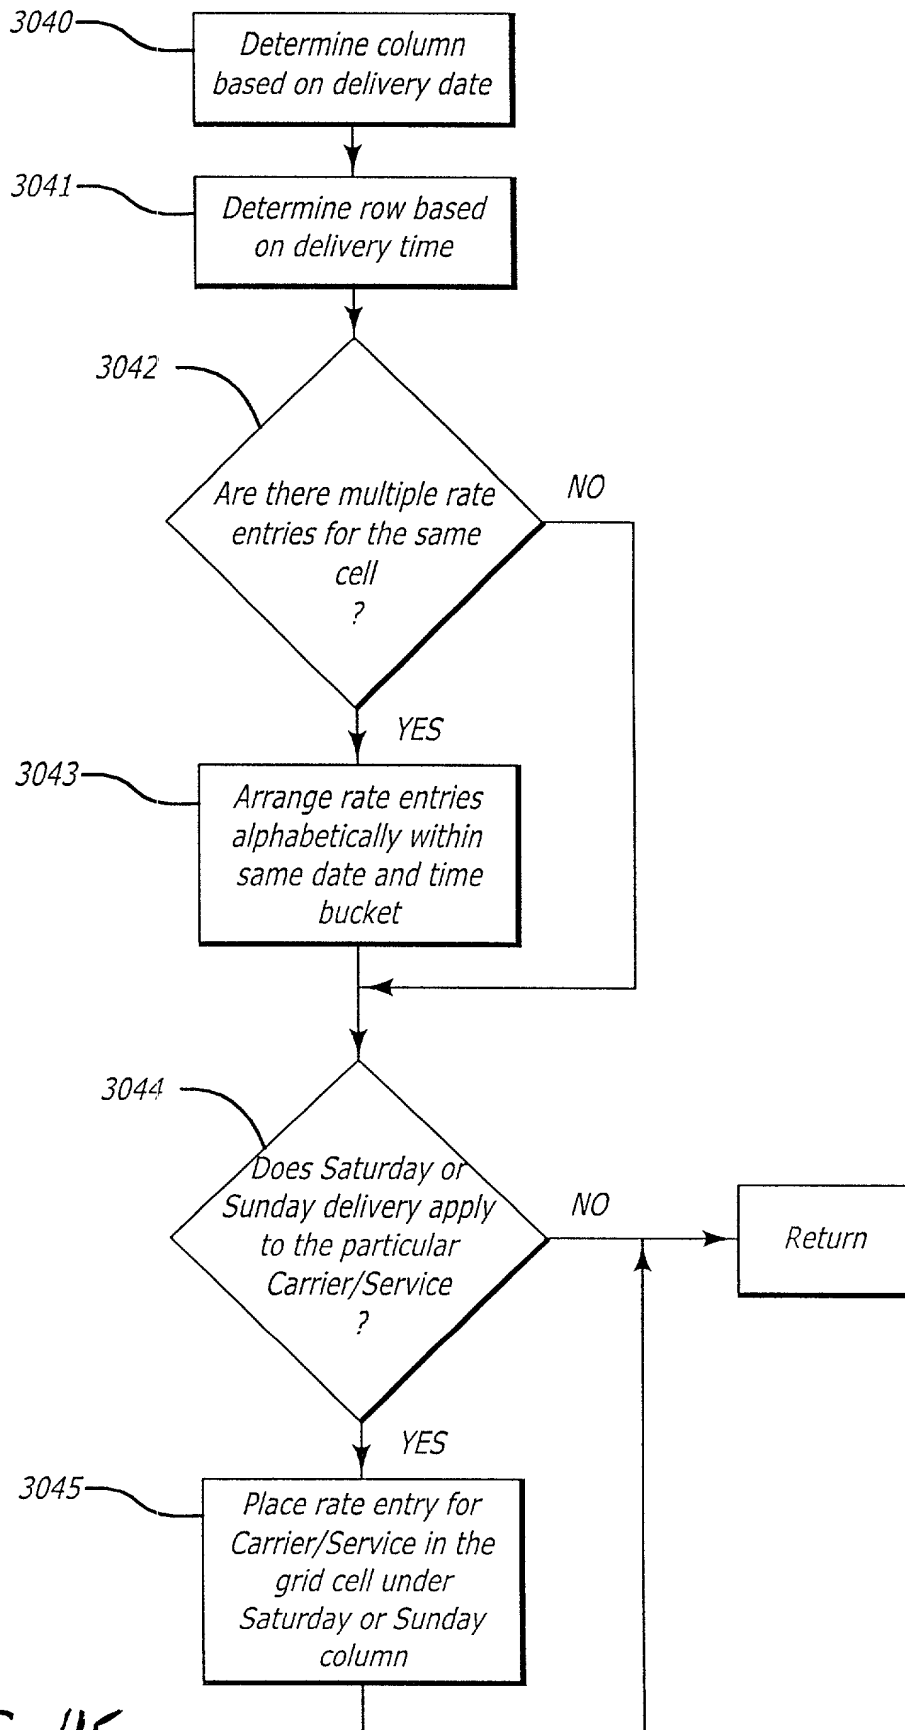 3040
Determine column
based on delivery date
3041
Determine row based
on delivery time
3042
Are there multiple rate
entries for the same
cell
?
NO
YES
3043
Arrange rate entries
alphabetically within
same date and time
bucket
3044
Does Saturday or
Sunday delivery apply
to the particular
Carrier/Service
?
NO
Return
YES
3045
Place rate entry for
Carrier/Service in the
grid cell under
Saturday or Sunday
column